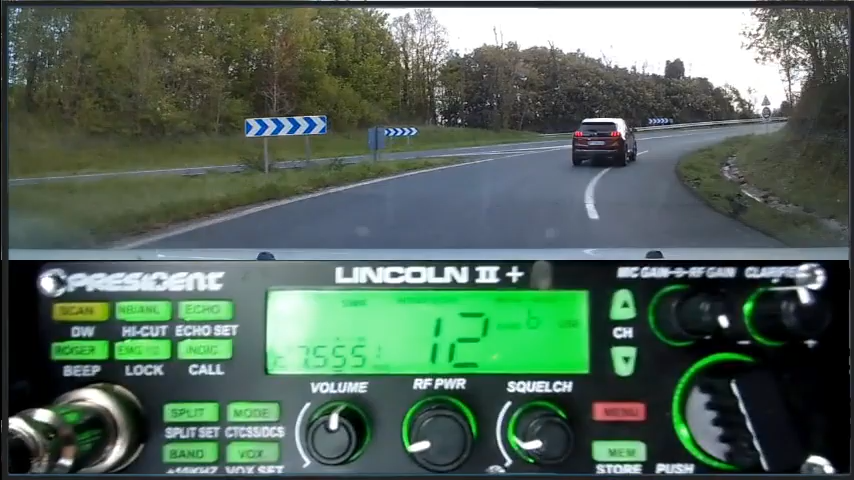 PRESIDENT
LINCOLN II +
MIC GAIN RF GAIN
CLARIFIER
SCAN
NB/ANL
ECHO
DW
HI-CUT
ECHO SET
ROGER
BEEP
LOCK
CALL
12
CH
VOLUME
RF PWR
SQUELCH
SPLIT
MODE
SPLIT SET
CTCSS/DCS
BAND
VOX
+10KHZ
VOX SET
MENU
MEM
STORE
PUSH